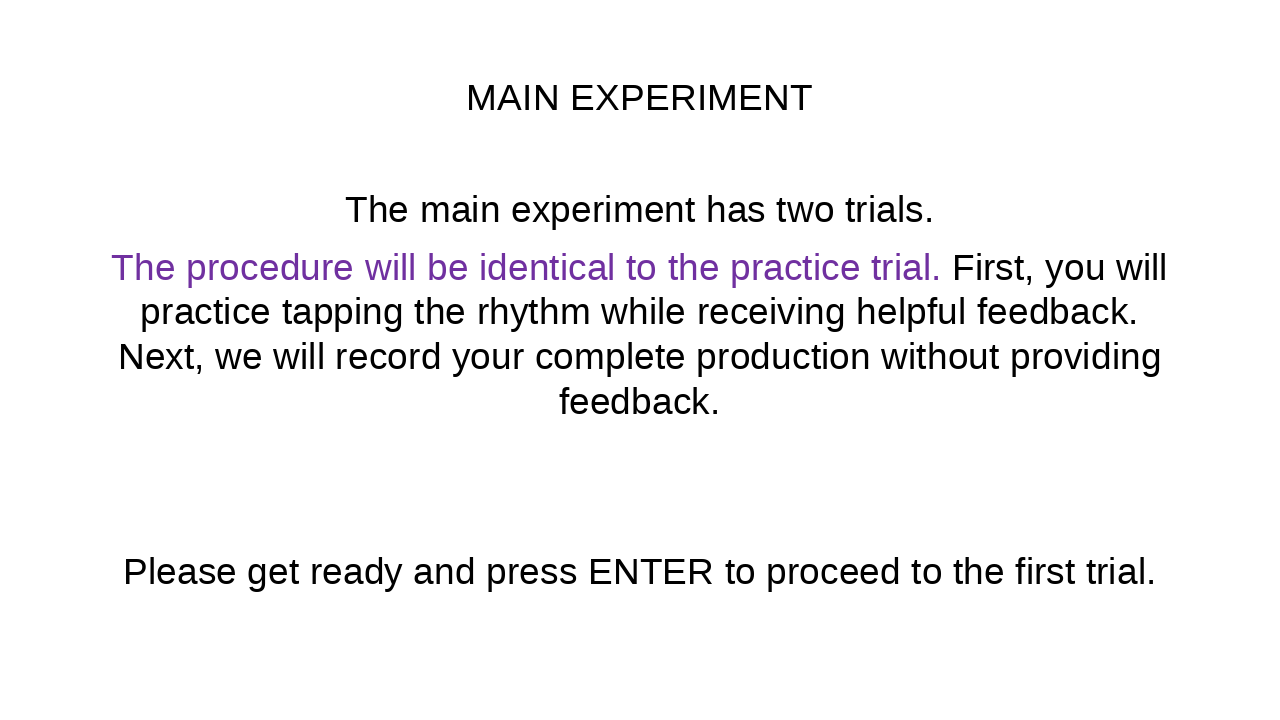 MAIN EXPERIMENT
The main experiment has two trials.
The procedure will be identical to the practice trial. First, you will
practice tapping the rhythm while receiving helpful feedback.
Next, we will record your complete production without providing
feedback.
Please get ready and press ENTER to proceed to the first trial.